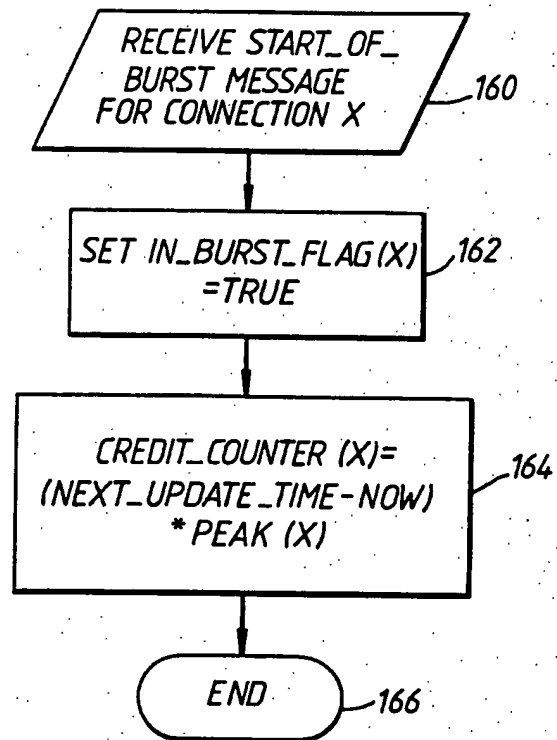 RECEIVE START_OF_
BURST MESSAGE
FOR CONNECTION X
160
SET IN_BURST_FLAG(X)
=TRUE
162
CREDIT_COUNTER (X)=
(NEXT_UPDATE_TIME-NOW)
* PEAK (X)
164
END
166